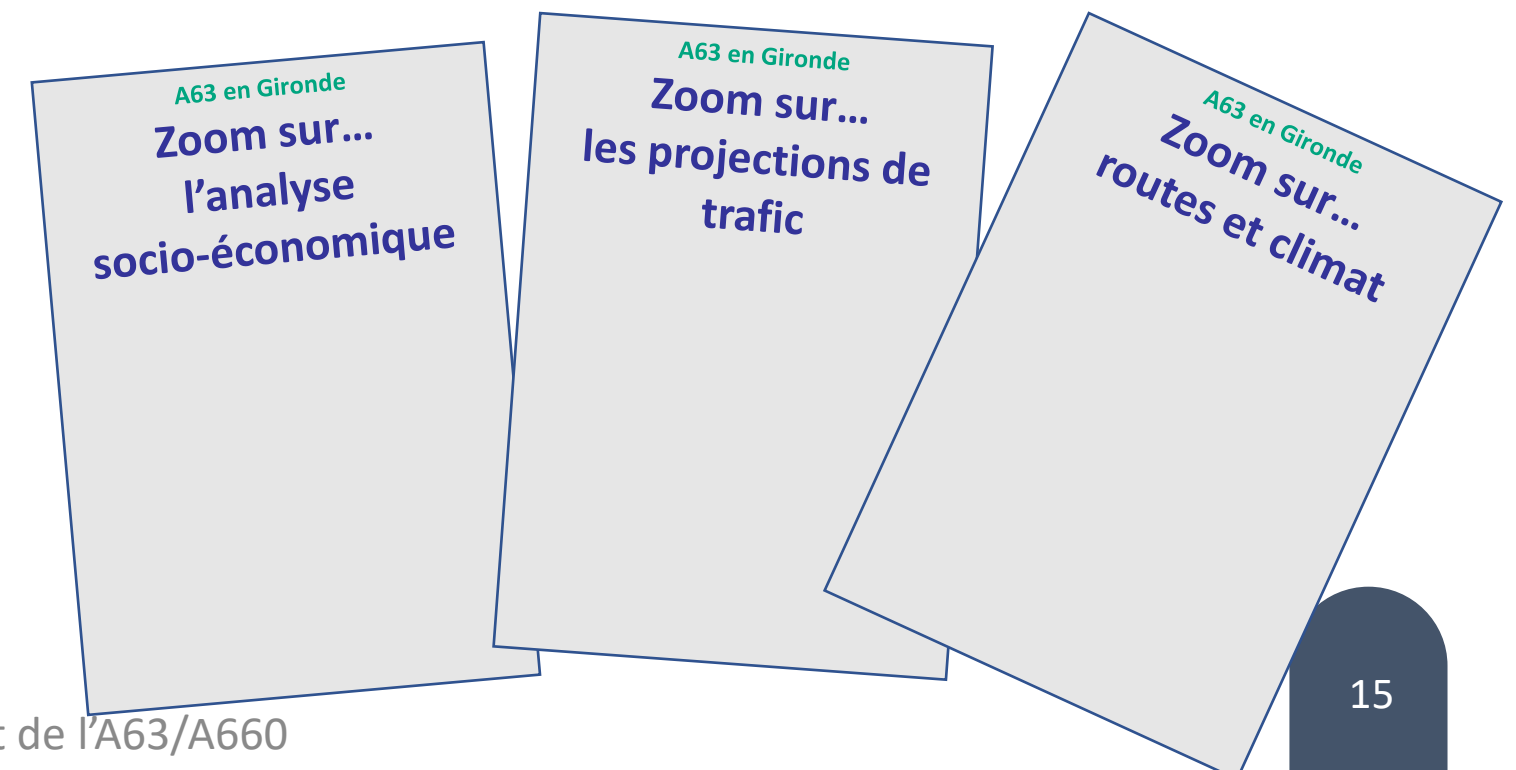 A63 en Gironde
Zoom sur…
l’analyse
socio-économique
A63 en Gironde
Zoom sur…
les projections de
trafic
A63 en Gironde
Zoom sur…
routes et climat
15
de l’A63/A660